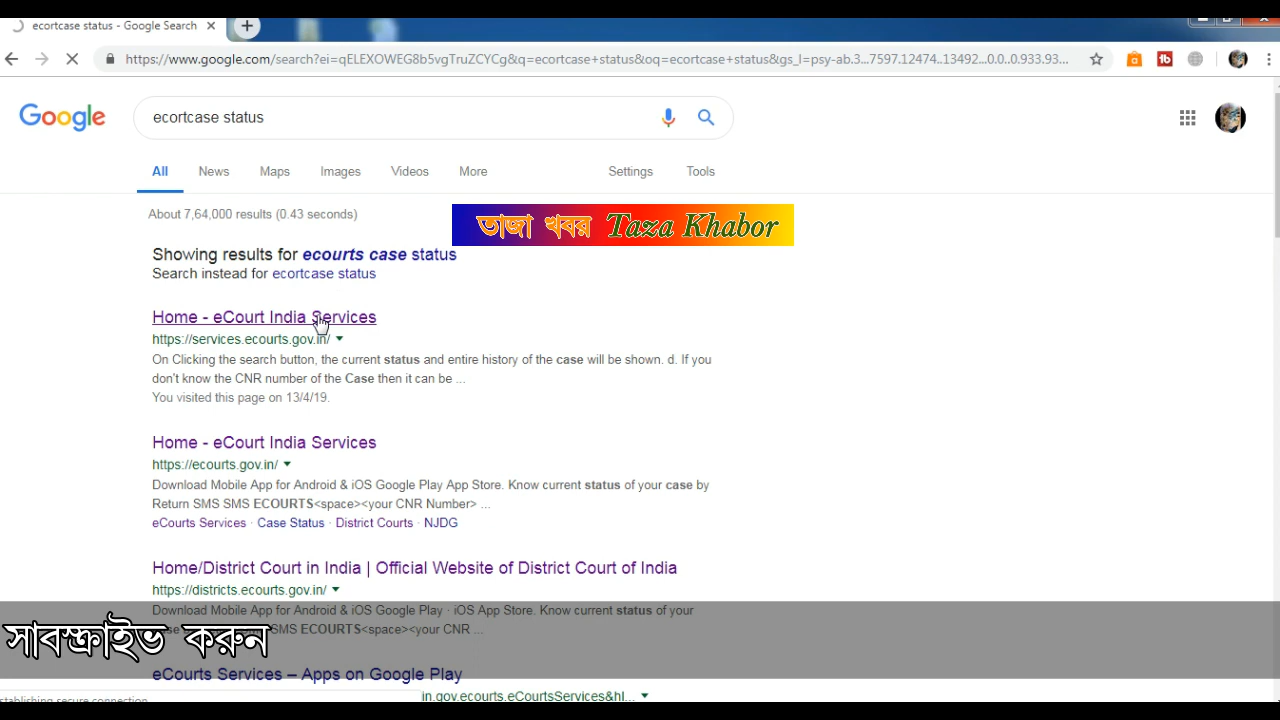 ecortcase status - Google Search
https://www.google.com/search?ei=qELEXOWEG8b5vgTruZCYCg&q=ecortcase+status&oq=ecortcase+status&gs_l=psy-ab.3...7597.12474..13492...0.0..0.933.93...
Google
ecortcase status
All News Maps Images Videos More Settings Tools
About 7,64,000 results (0.43 seconds)
তাজা খবর Taza Khabor
Showing results for ecourts case status
Search instead for ecortcase status
Home - eCourt India Services
https://services.ecourts.gov.in/
On Clicking the search button, the current status and entire history of the case will be shown. d. If you
don't know the CNR number of the Case then it can be ...
You visited this page on 13/4/19.
Home - eCourt India Services
https://ecourts.gov.in/
Download Mobile App for Android & iOS Google Play App Store. Know current status of your case by
Return SMS SMS ECOURTS<space><your CNR Number> ...
eCourts Services · Case Status · District Courts · NJDG
Home/District Court in India | Official Website of District Court of India
https://districts.ecourts.gov.in/
Download Mobile App for Android & iOS Google Play · iOS App Store. Know current status of your
SMS ECOURTS<space><your CNR ...
সাবস্ক্রাইভ করুন
eCourts Services – Apps on Google Play
in.gov.ecourts.eCourtsServices&hl...
secure connection